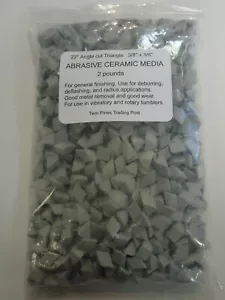 23° Angle cut Triangle 3/8" x 3/8"
ABRASIVE CERAMIC MEDIA
2 pounds
For general finishing. Use for deburring,
deflashing, and radius applications.
Good metal removal and good wear.
For use in vibratory and rotary tumblers.
Twin Pines Trading Post